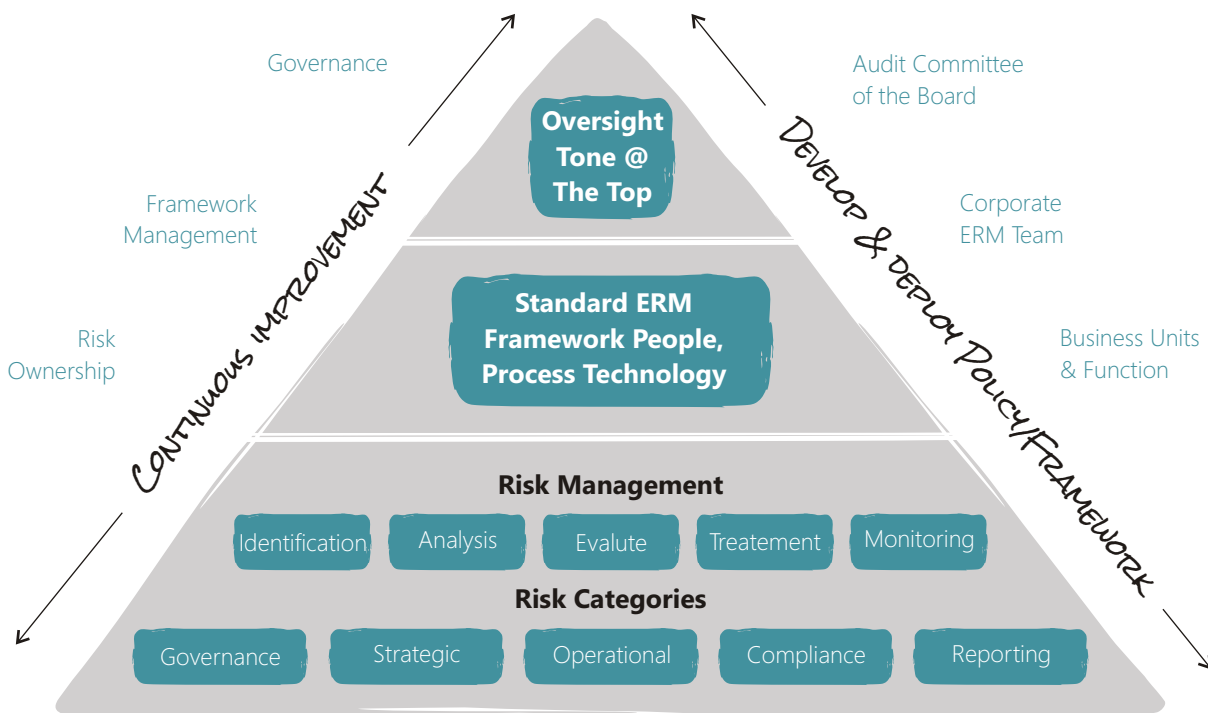 Governance
Audit Committee
of the Board
Oversight
Tone @
The Top
Framework
Management
Corporate
ERM Team
CONTINUOUS IMPROVEMENT
DEVELOP & DEPLOY POLICY/FRAMEWORK
Standard ERM
Framework People,
Process Technology
Risk
Ownership
Business Units
& Function
Risk Management
Identification
Analysis
Evalute
Treatement
Monitoring
Risk Categories
Governance
Strategic
Operational
Compliance
Reporting